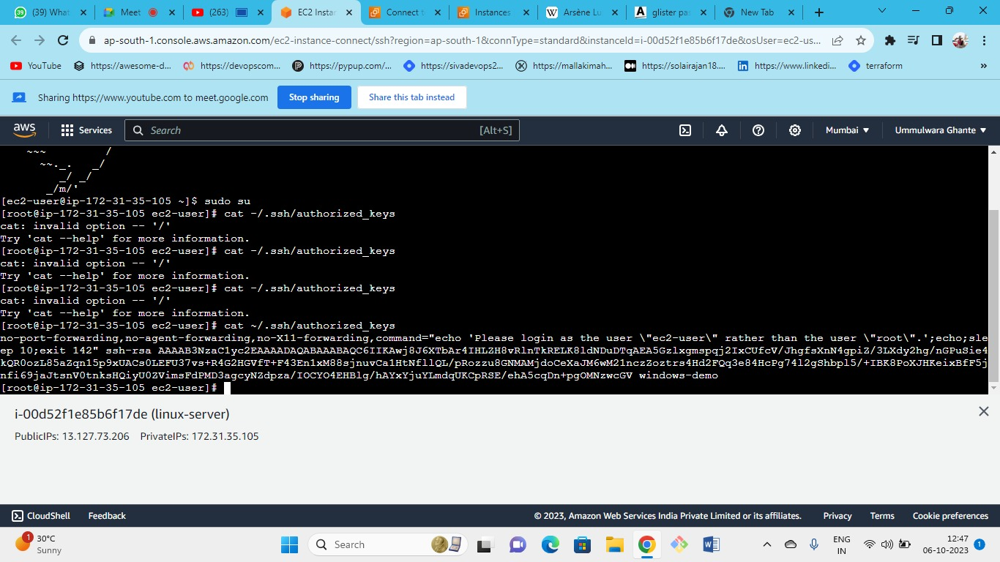 (39) What
Meet
(263)
EC2 Instan
Connect t
Instances
Arsène Lu
glister pas
New Tab
ap-south-1.console.aws.amazon.com/ec2-instance-connect/ssh?region=ap-south-1&connType=standard&instanceId=i-00d52f1e85b6f17de&osUser=ec2-us...
YouTube
https://awesome-d...
https://devopscom...
https://pypup.com/...
https://sivadevops2...
https://mallakimah...
https://solairajan18....
https://www.linkedi...
terraform
»
Sharing https://www.youtube.com to meet.google.com
Stop sharing
Share this tab instead
aws
Services
Search
[Alt+S]
Mumbai
Ummulwara Ghante
~~~ /
~~._. _/
_/ _/
_/m/'
[ec2-user@ip-172-31-35-105 ~]$ sudo su
[root@ip-172-31-35-105 ec2-user]# cat -/.ssh/authorized_keys
cat: invalid option -- '/'
Try 'cat --help' for more information.
[root@ip-172-31-35-105 ec2-user]# cat -/.ssh/authorized_keys
cat: invalid option -- '/'
Try 'cat --help' for more information.
[root@ip-172-31-35-105 ec2-user]# cat -/.ssh/authorized_keys
cat: invalid option -- '/'
Try 'cat --help' for more information.
[root@ip-172-31-35-105 ec2-user]# cat ~/.ssh/authorized_keys
no-port-forwarding,no-agent-forwarding,no-X11-forwarding,command="echo 'Please login as the user \"ec2-user\" rather than the user \"root\".';echo;sle
ep 10;exit 142" ssh-rsa AAAAB3NzaC1yc2EAAAADAQABAAABAQC6IIKAwj8J6XTbAr4IHLZH8vRlnTkRELK8ldNDuDTqAEA5Gzlxgmspqj2IxCUfcV/JhgfsXnN4gpiZ/3LXdy2hg/nGPuSie4
kQR0ozL85aZqn15p9xUACs0LEFU37vs+R4G2HGVfT+F43En1xM88sjnuvCa1HtNfllQL/pRozzu8GNMAMjdoCeXaJM6wM21nczZoztrs4Hd2FQq3e84HcPg74l2gShbpl5/+IBK8PoXJHKeixBfF5j
nfi69jaJtsnV0tnksHQiyU0ZVimsFdPMD3agcyNZdpza/IOCYO4EHBlg/hAYxYjuYLmdqUKCpRSE/ehA5cqDn+pgOMNzwcGV windows-demo
[root@ip-172-31-35-105 ec2-user]#
i-00d52f1e85b6f17de (linux-server)
PublicIPs: 13.127.73.206 PrivateIPs: 172.31.35.105
CloudShell
Feedback
© 2023, Amazon Web Services India Private Limited or its affiliates.
Privacy
Terms
Cookie preferences
1
30°C
Sunny
Search
ENG
IN
12:47
06-10-2023
1